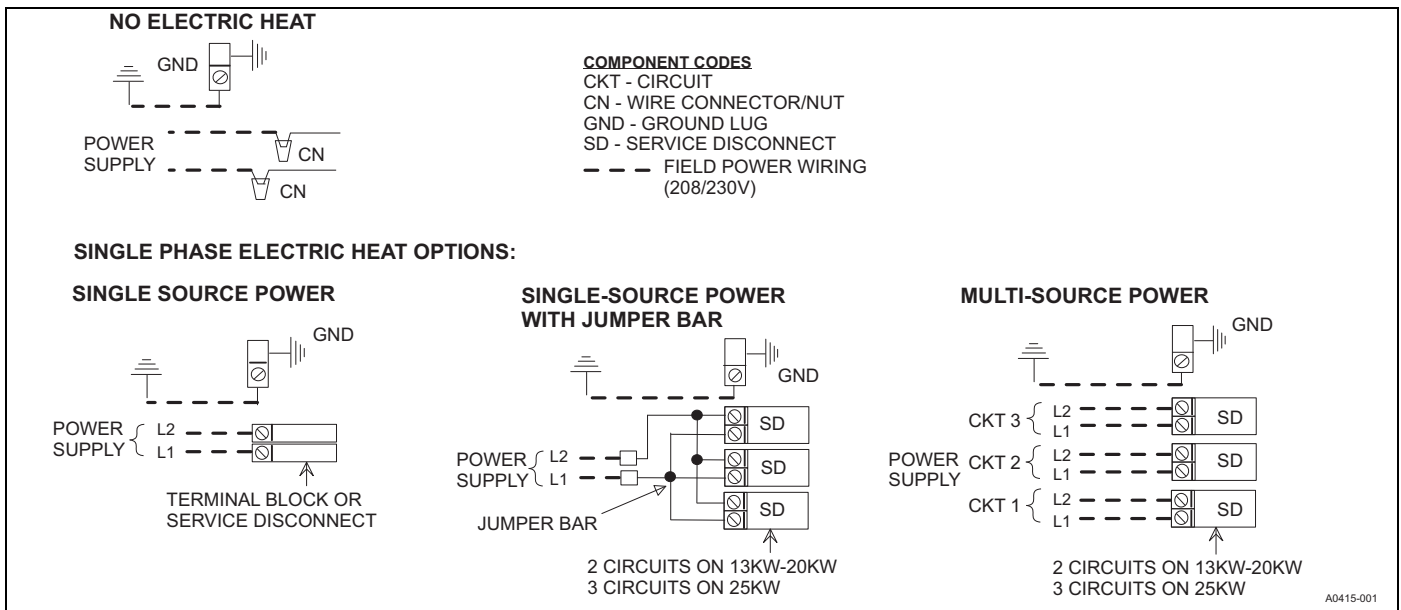 NO ELECTRIC HEAT
GND
POWER
SUPPLY
CN
CN
COMPONENT CODES
CKT - CIRCUIT
CN - WIRE CONNECTOR/NUT
GND - GROUND LUG
SD - SERVICE DISCONNECT
FIELD POWER WIRING
(208/230V)
SINGLE PHASE ELECTRIC HEAT OPTIONS:
SINGLE SOURCE POWER
GND
POWER
SUPPLY
L2
L1
TERMINAL BLOCK OR
SERVICE DISCONNECT
SINGLE-SOURCE POWER
WITH JUMPER BAR
GND
POWER
SUPPLY
L2
L1
SD
SD
SD
JUMPER BAR
2 CIRCUITS ON 13KW-20KW
3 CIRCUITS ON 25KW
MULTI-SOURCE POWER
GND
CKT 3
L2
L1
SD
POWER
SUPPLY
CKT 2
L2
L1
SD
CKT 1
L2
L1
SD
2 CIRCUITS ON 13KW-20KW
3 CIRCUITS ON 25KW
A0415-001